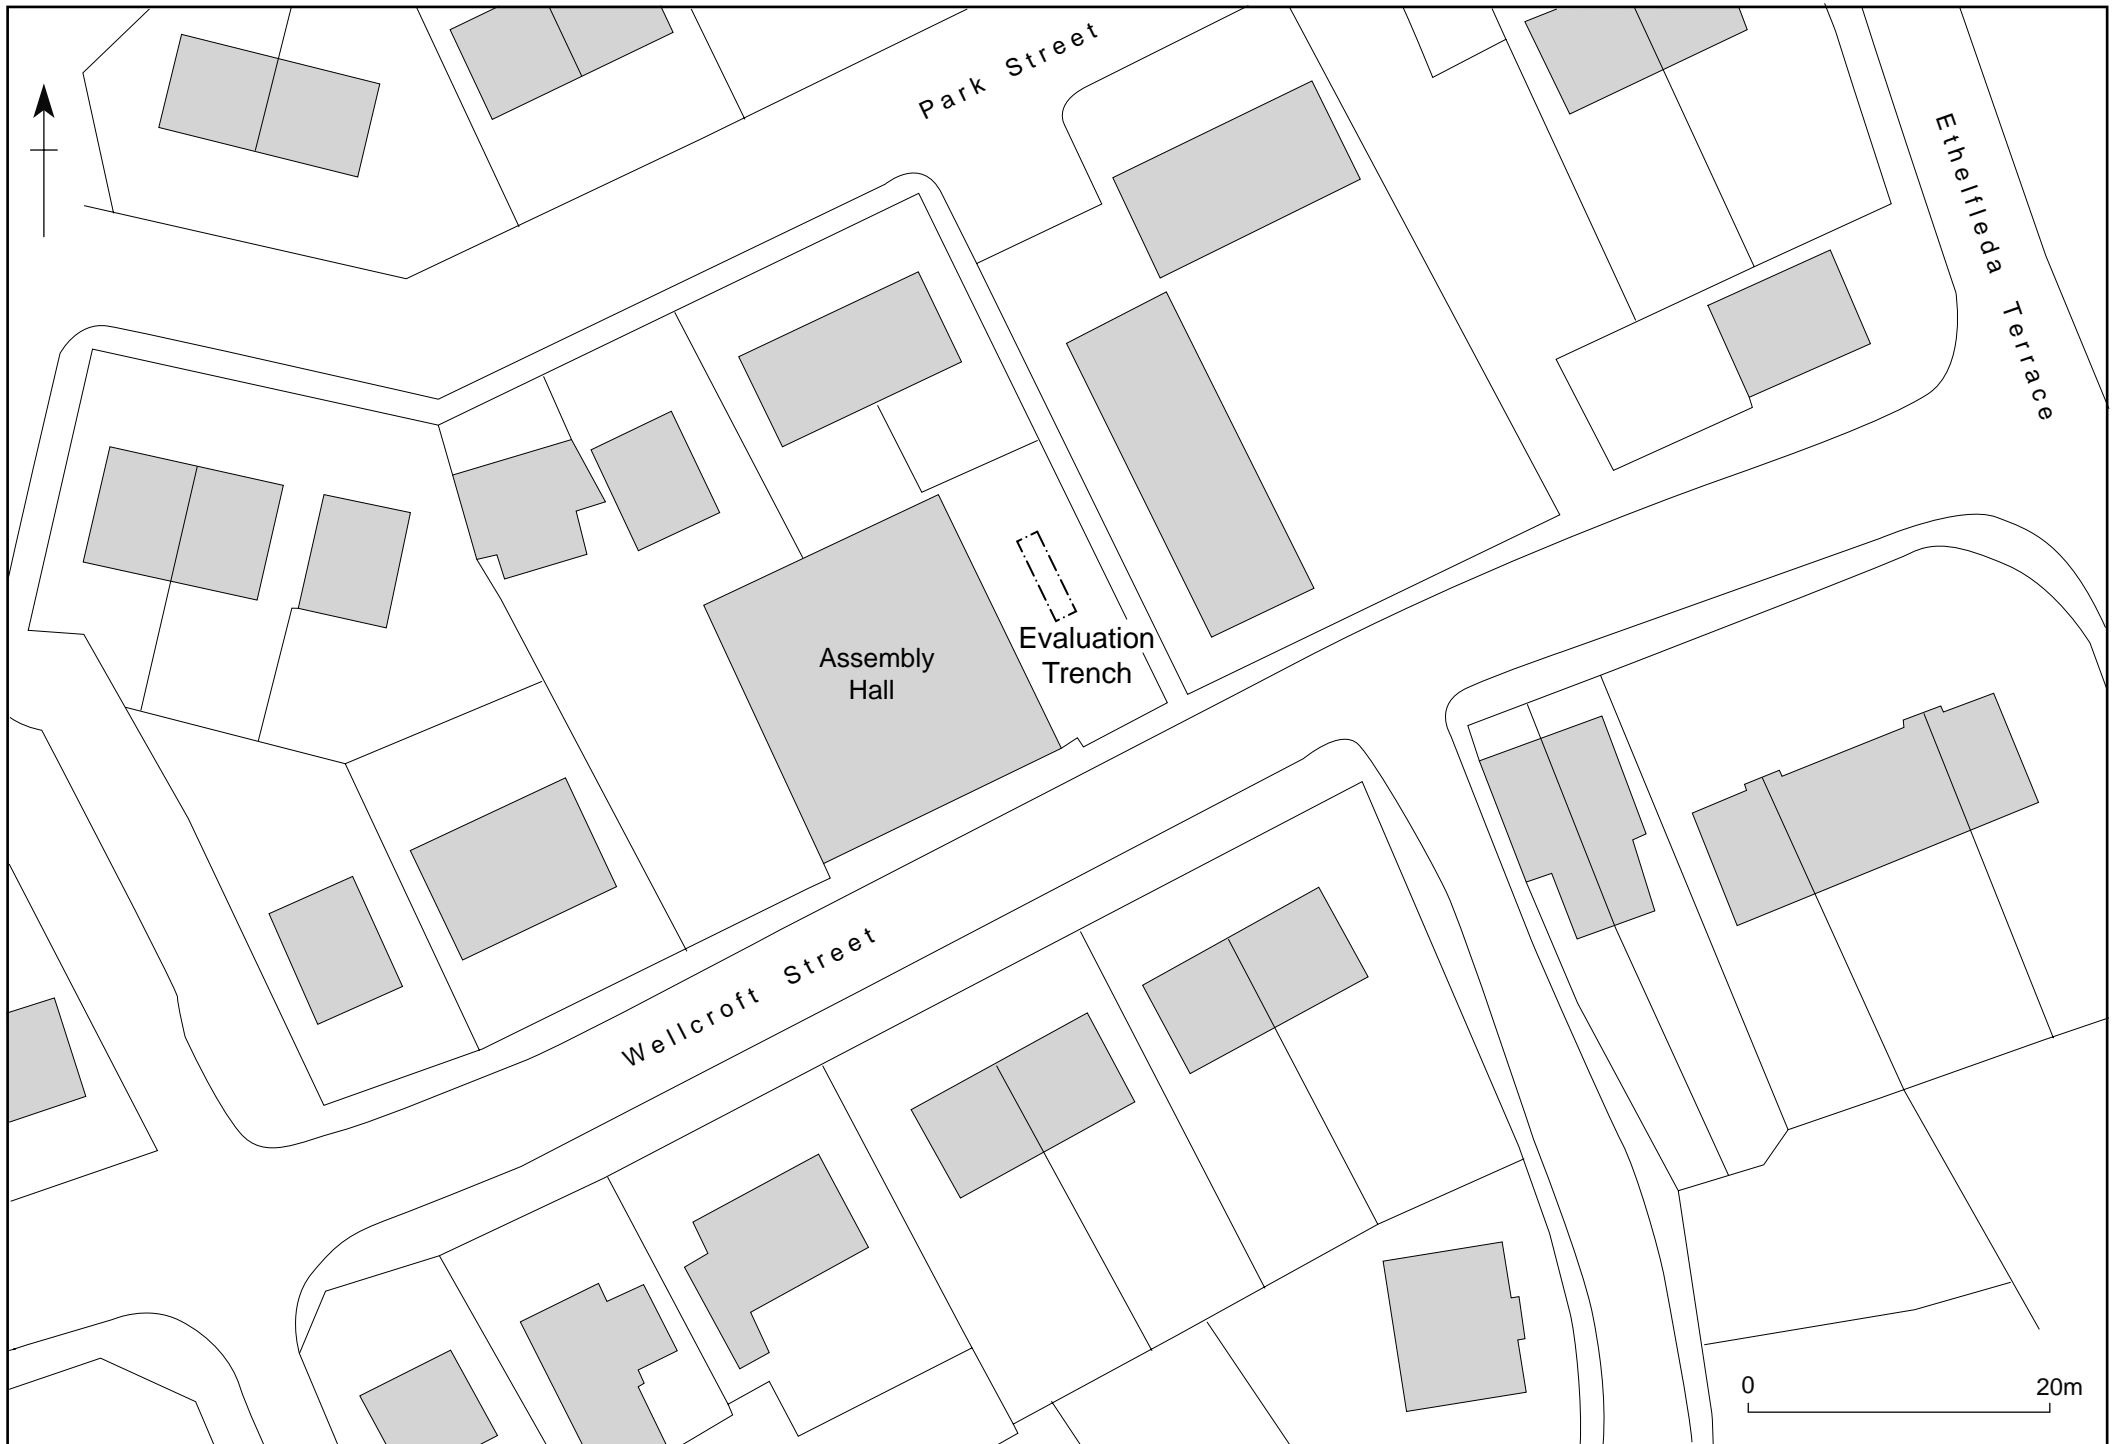 Park Street
Ethelfleda Terrace
Evaluation
Trench
Assembly
Hall
Wellcroft Street
0 20m